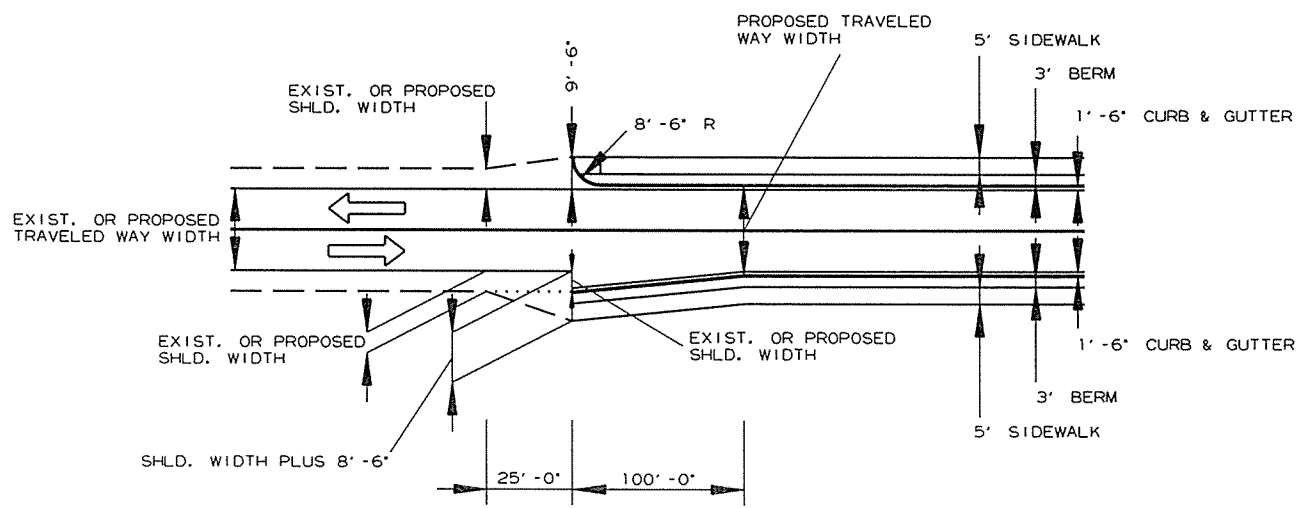 PROPOSED TRAVELED
WAY WIDTH
5' SIDEWALK
9'-6"
3' BERM
EXIST. OR PROPOSED
SHLD. WIDTH
1'-6" CURB & GUTTER
8'-6" R
EXIST. OR PROPOSED
TRAVELED WAY WIDTH
EXIST. OR PROPOSED
SHLD. WIDTH
EXIST. OR PROPOSED
SHLD. WIDTH
1'-6" CURB & GUTTER
3' BERM
5' SIDEWALK
SHLD. WIDTH PLUS 8'-6"
25'-0"
100'-0"